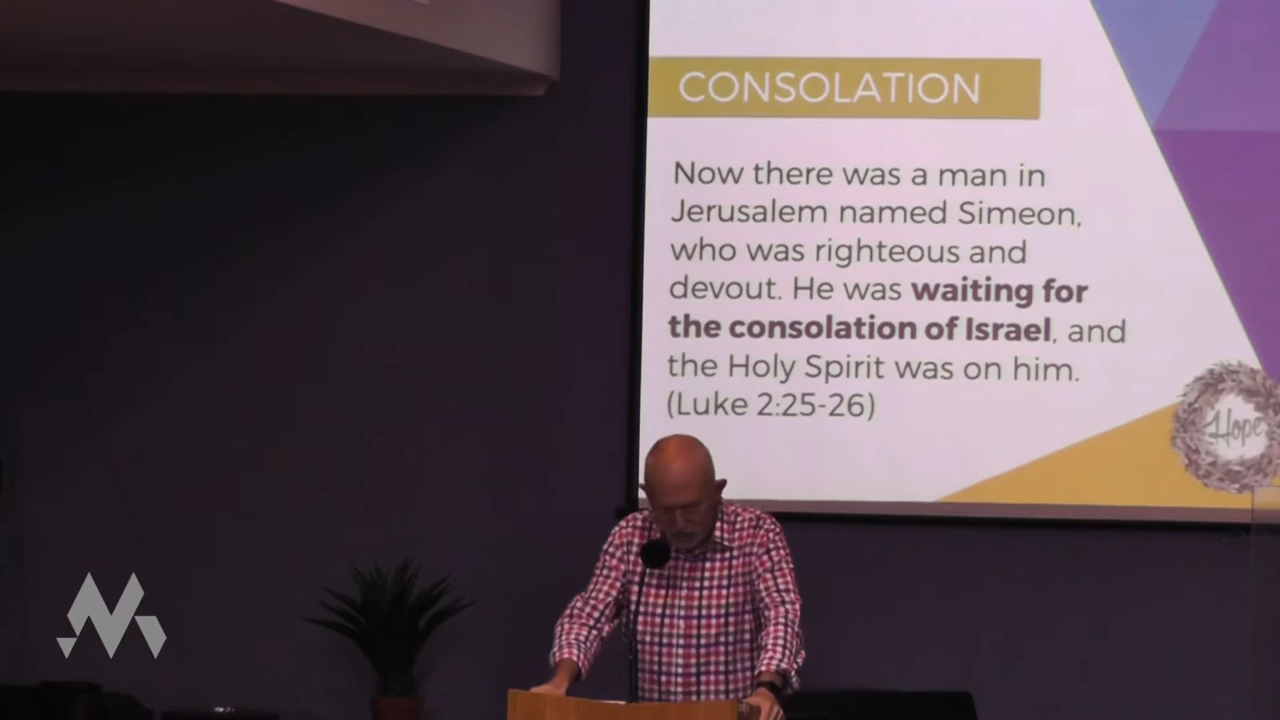 CONSOLATION
Now there was a man in
Jerusalem named Simeon,
who was righteous and
devout. He was waiting for
the consolation of Israel, and
the Holy Spirit was on him.
(Luke 2:25-26)
Hope